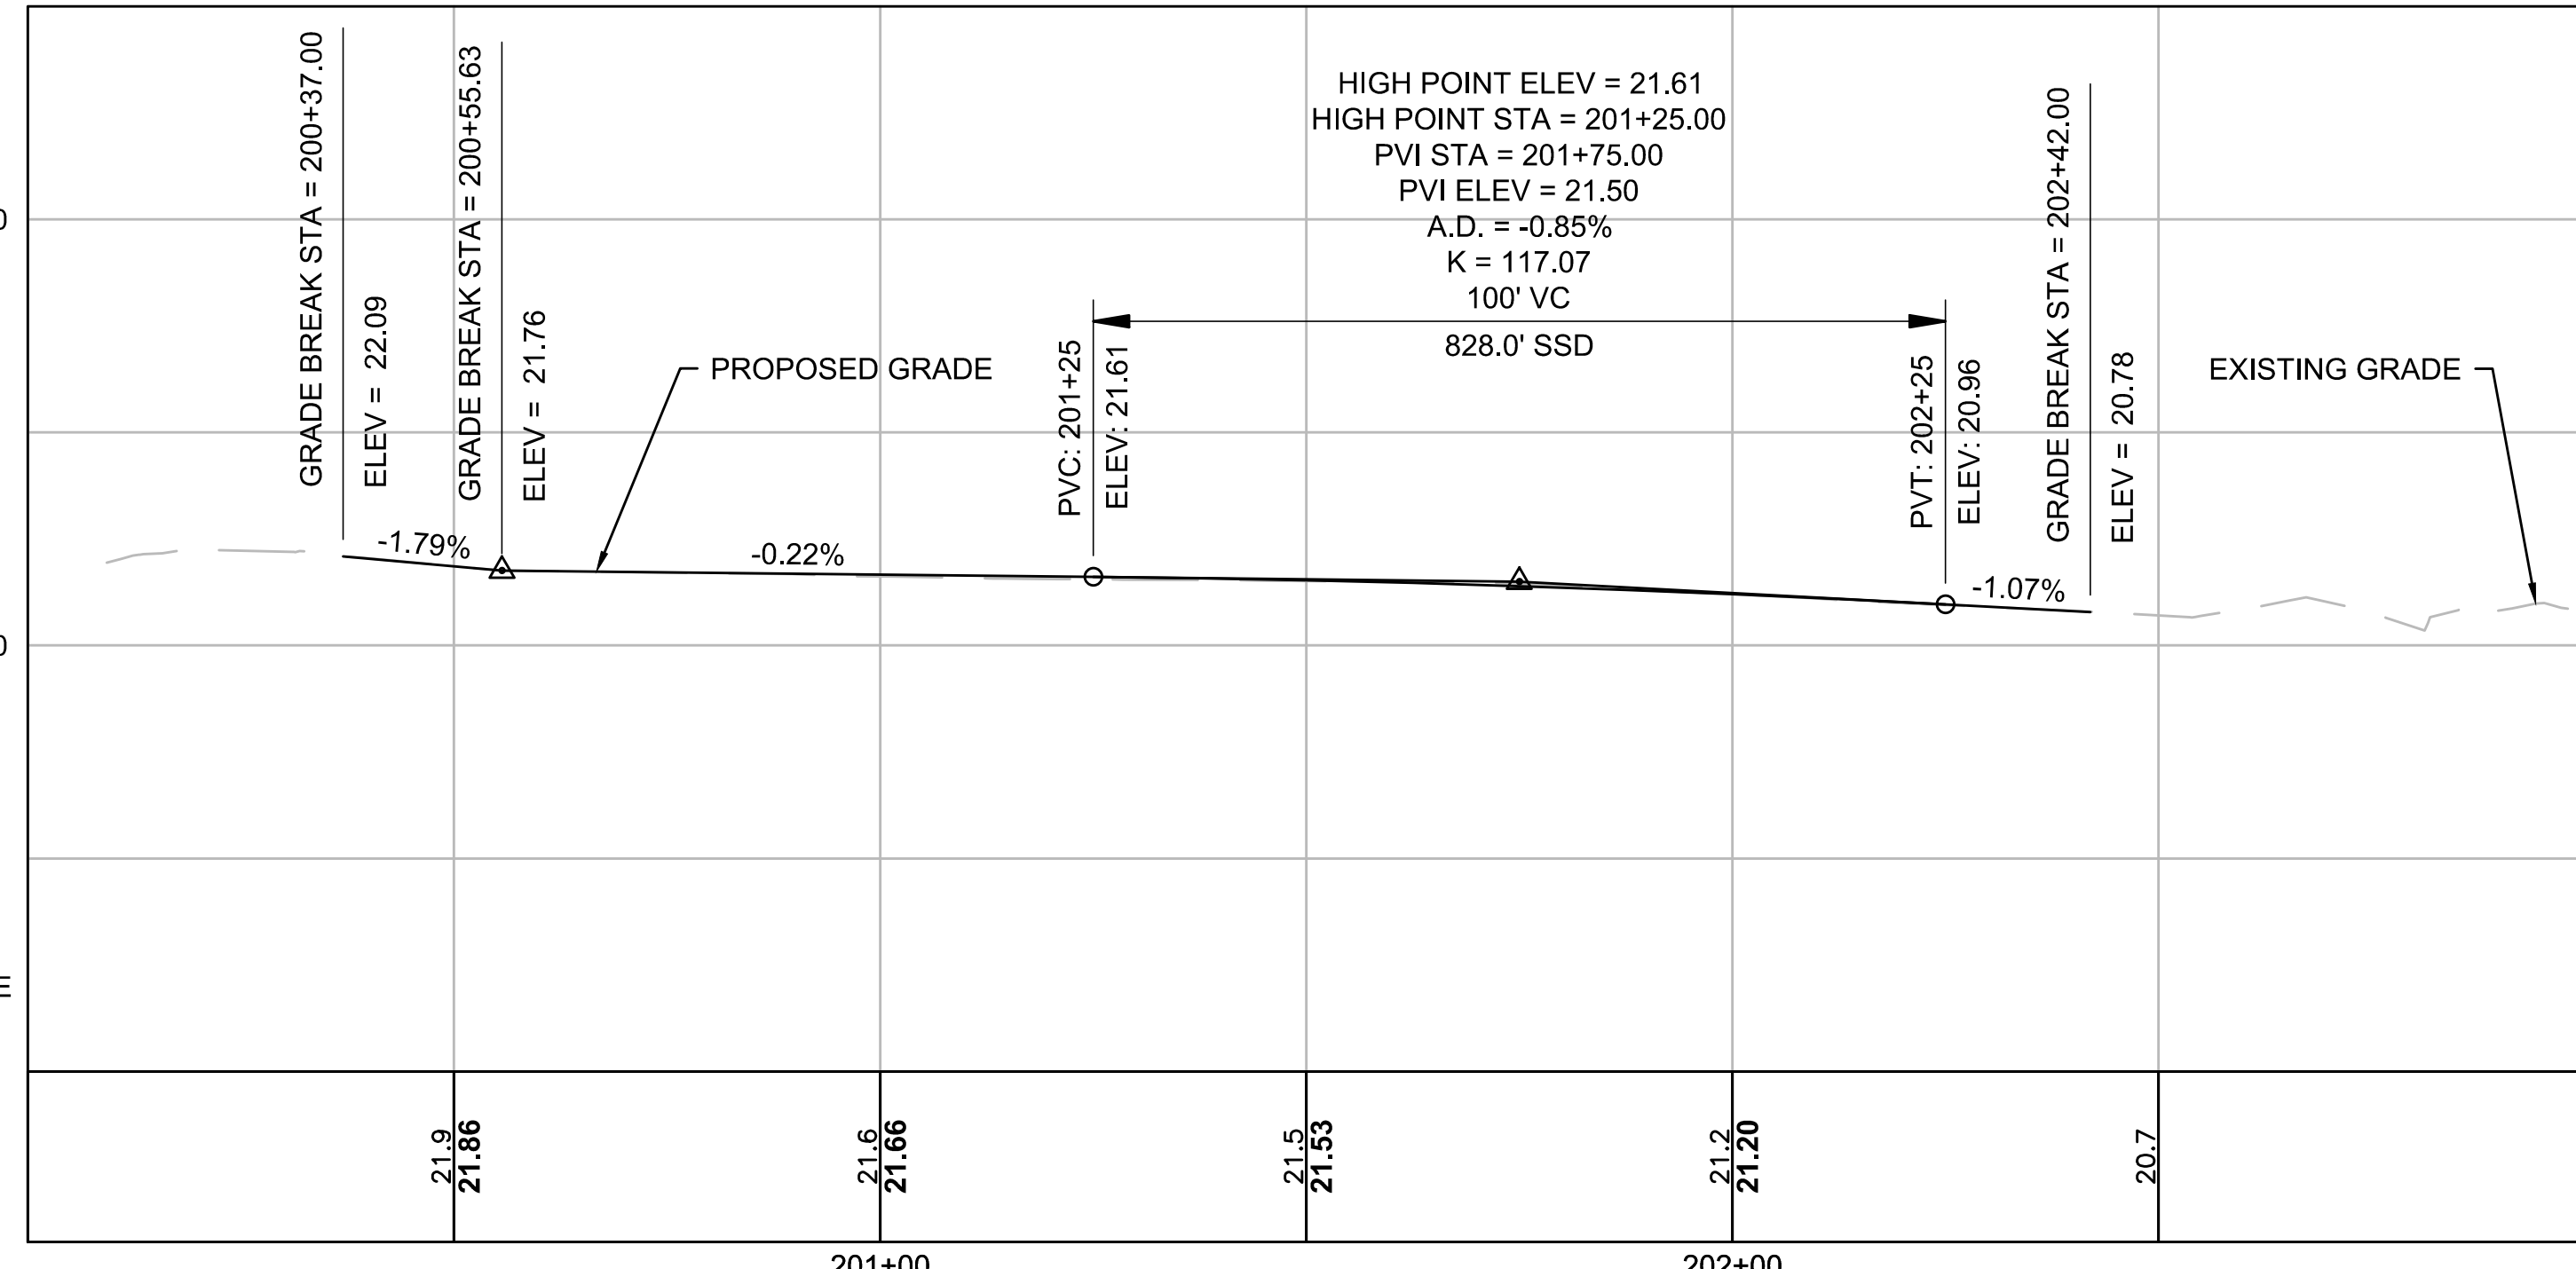 GRADE BREAK STA = 200+37.00
ELEV = 22.09
GRADE BREAK STA = 200+55.63
ELEV = 21.76
HIGH POINT ELEV = 21.61
HIGH POINT STA = 201+25.00
PVI STA = 201+75.00
PVI ELEV = 21.50
A.D. = -0.85%
K = 117.07
100' VC
828.0' SSD
PVC: 201+25
ELEV: 21.61
PVT: 202+25
ELEV: 20.96
GRADE BREAK STA = 202+42.00
ELEV = 20.78
PROPOSED GRADE
EXISTING GRADE
-1.79%
-0.22%
-1.07%
21.9
21.86
21.6
21.66
21.5
21.53
21.2
21.20
20.7
201+00
202+00